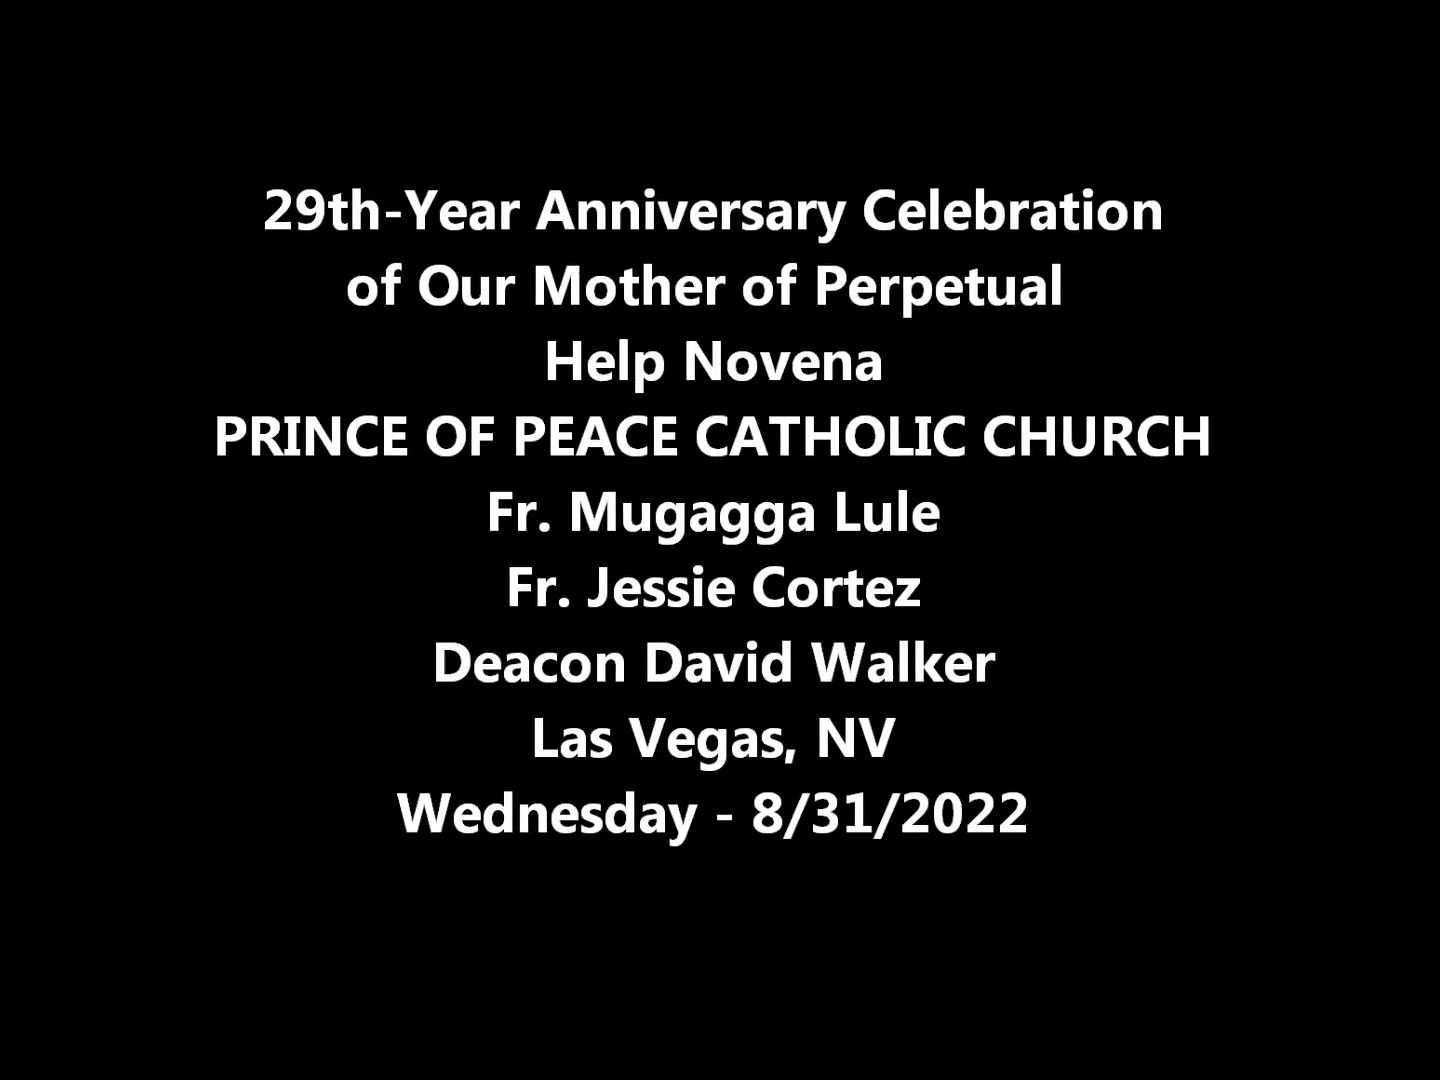 29th-Year Anniversary Celebration
of Our Mother of Perpetual
Help Novena
PRINCE OF PEACE CATHOLIC CHURCH
Fr. Mugagga Lule
Fr. Jessie Cortez
Deacon David Walker
Las Vegas, NV
Wednesday - 8/31/2022